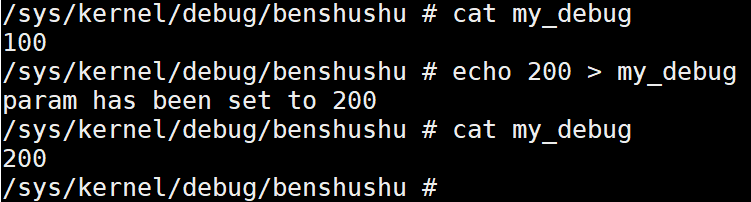 /sys/kernel/debug/benshushu # cat my_debug
100
/sys/kernel/debug/benshushu # echo 200 > my_debug
param has been set to 200
/sys/kernel/debug/benshushu # cat my_debug
200
/sys/kernel/debug/benshushu #